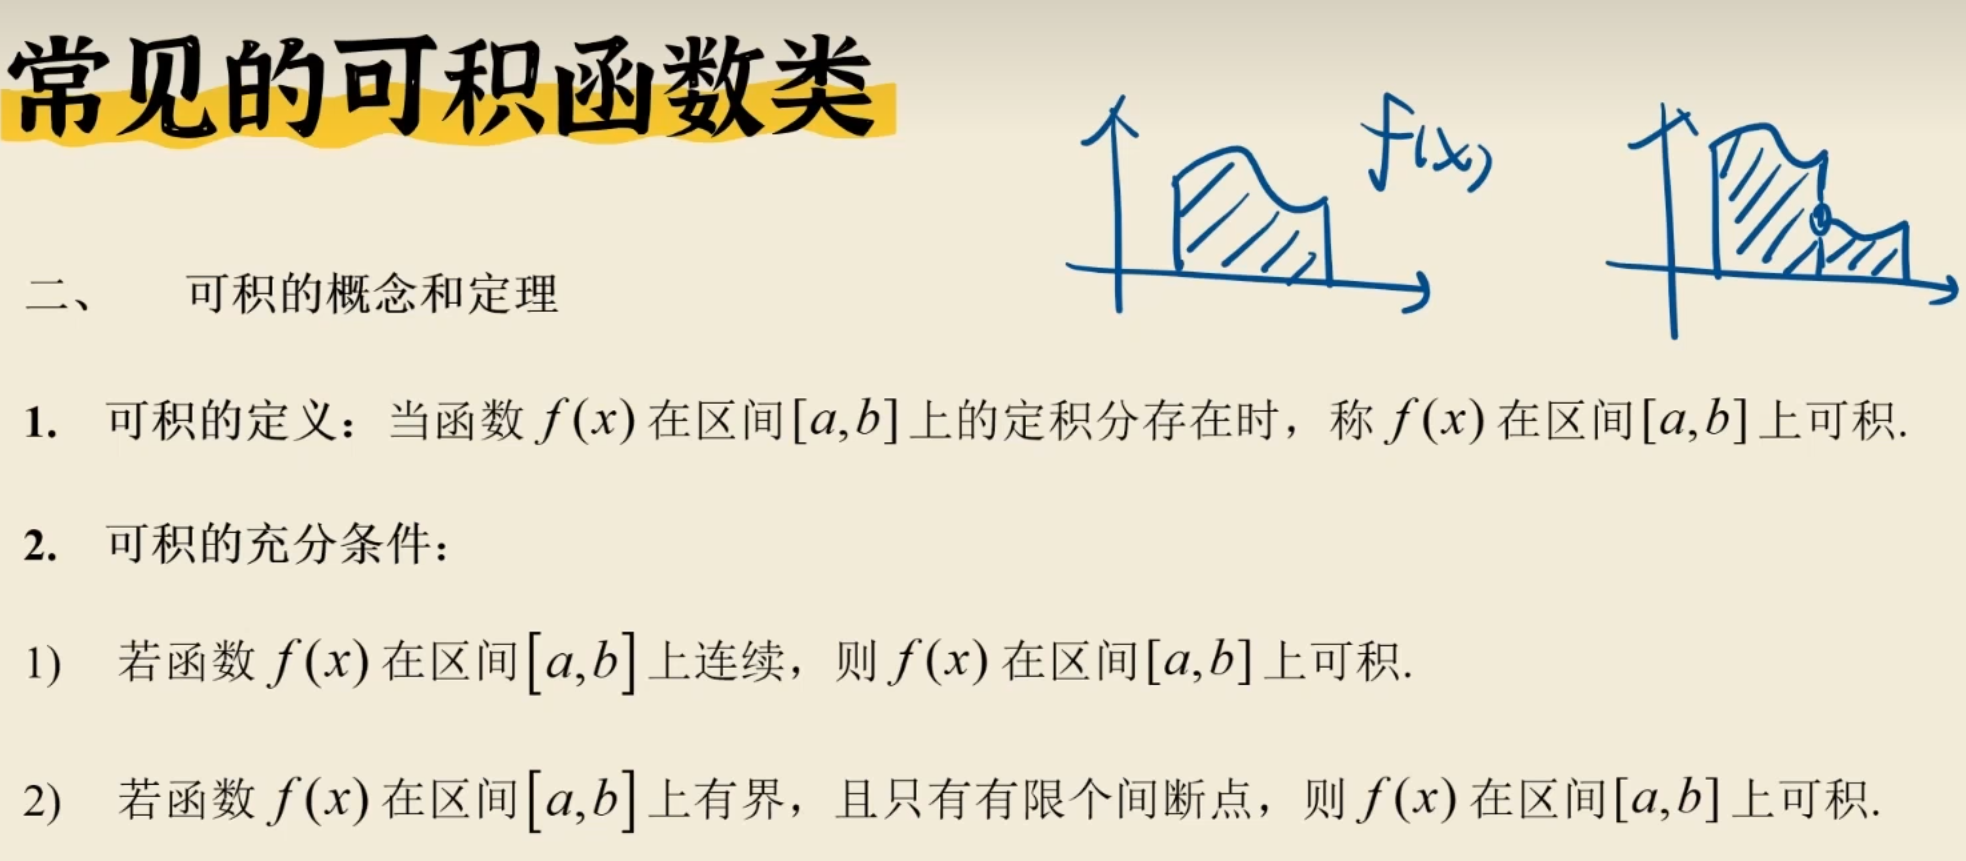 常见的可积函数类
f(x)
二、 可积的概念和定理
1. 可积的定义：当函数 f(x) 在区间[a,b]上的定积分存在时，称 f(x) 在区间[a,b]上可积.
2. 可积的充分条件：
1) 若函数 f(x) 在区间[a,b]上连续，则 f(x) 在区间[a,b]上可积.
2) 若函数 f(x) 在区间[a,b]上有界，且只有有限个间断点，则 f(x) 在区间[a,b]上可积.